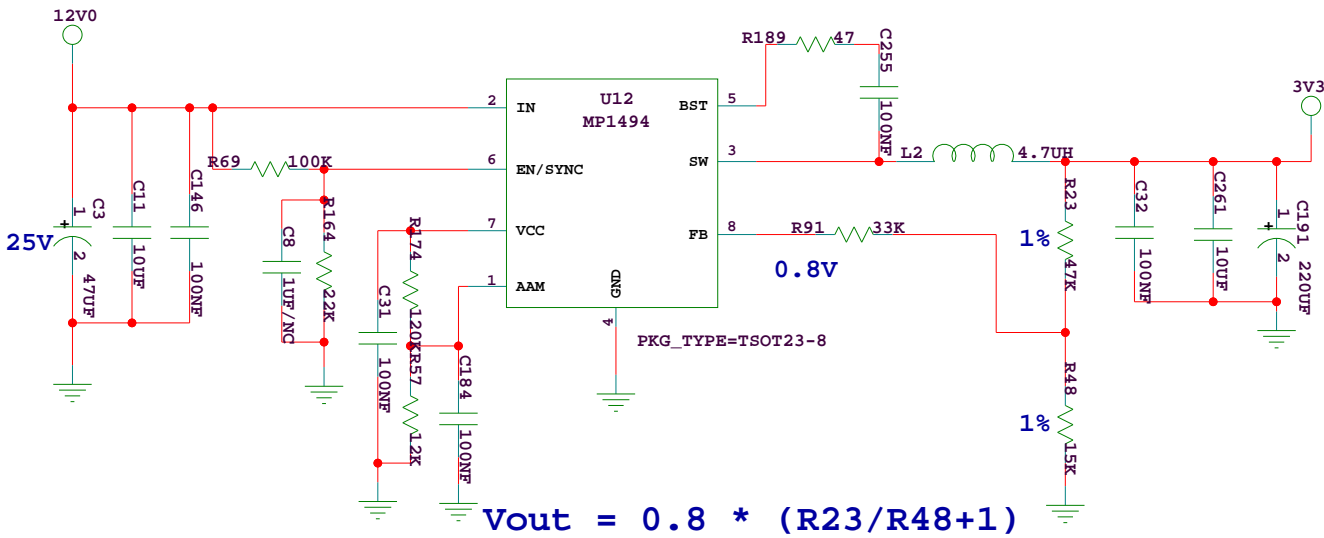 12V0
R189
47
C255
100NF
3V3
U12
MP1494
2
IN
BST
5
R69
100K
6
EN/SYNC
SW
3
L2
4.7UH
C3
1
+
2
47UF
25V
C11
10UF
C146
100NF
C8
1UF/NC
R164
22K
R174
120K
7
VCC
FB
8
R91
33K
0.8V
R23
1%
47K
C32
100NF
C261
10UF
C191
1
+
2
220UF
1
AAM
GND
4
C31
100NF
R57
12K
C184
100NF
PKG_TYPE=TSOT23-8
R48
1%
15K
Vout = 0.8 * (R23/R48+1)